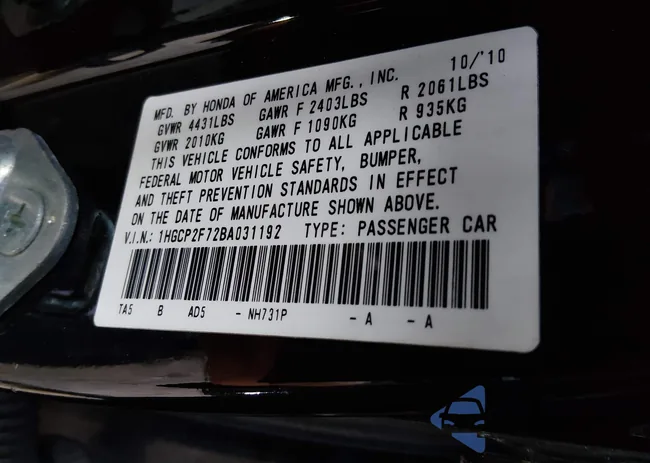 MFD. BY HONDA OF AMERICA MFG., INC. 10/'10
GVWR 4431LBS GAWR F 2403LBS R 2061LBS
GVWR 2010KG GAWR F 1090KG R 935KG
THIS VEHICLE CONFORMS TO ALL APPLICABLE
FEDERAL MOTOR VEHICLE SAFETY, BUMPER,
AND THEFT PREVENTION STANDARDS IN EFFECT
ON THE DATE OF MANUFACTURE SHOWN ABOVE.
V.I.N.: 1HGCP2F72BA031192 TYPE: PASSENGER CAR
TA5 B AD5 - NH731P - A - A